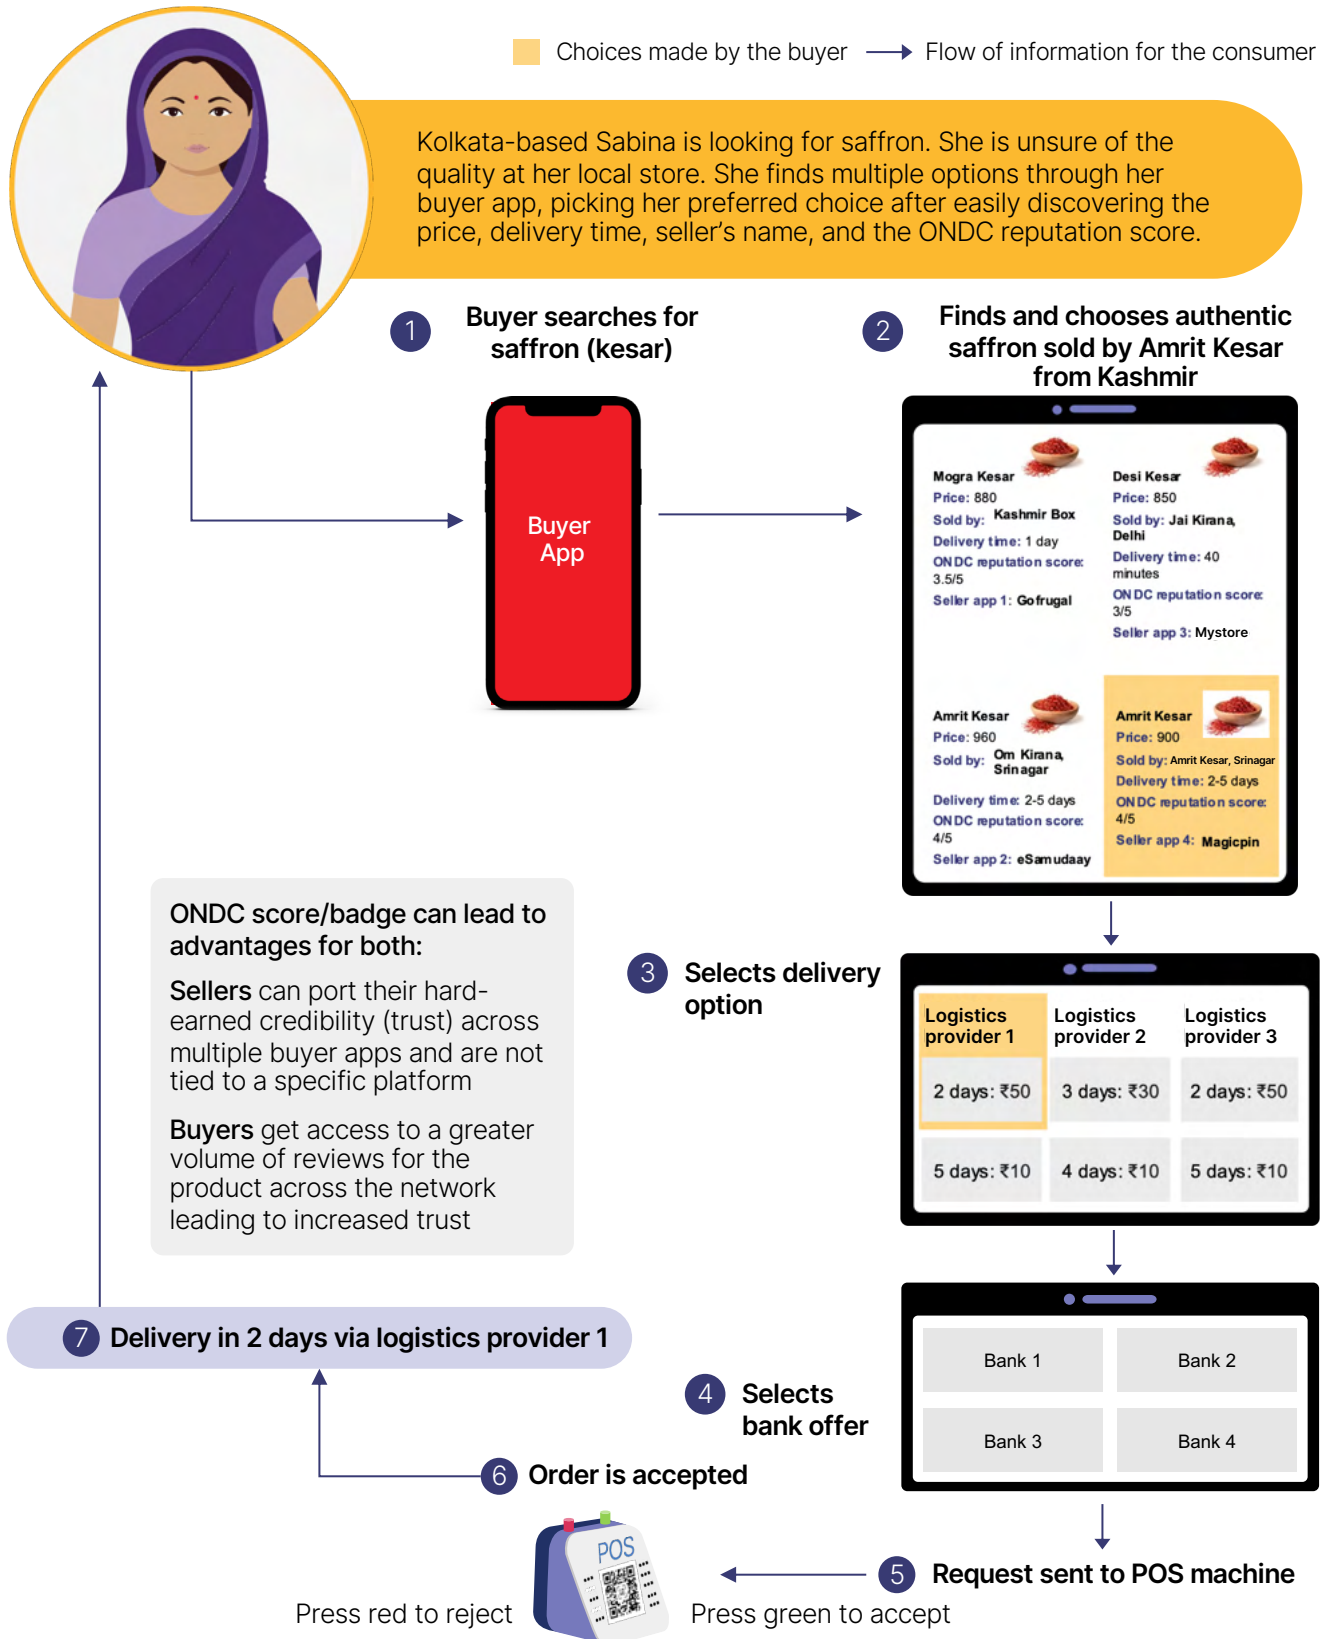 Choices made by the buyer
Flow of information for the consumer
Kolkata-based Sabina is looking for saffron. She is unsure of the
quality at her local store. She finds multiple options through her
buyer app, picking her preferred choice after easily discovering the
price, delivery time, seller’s name, and the ONDC reputation score.
1
Buyer searches for
saffron (kesar)
2
Finds and chooses authentic
saffron sold by Amrit Kesar
from Kashmir
Buyer
App
Mogra Kesar
Price: 880
Sold by: Kashmir Box
Delivery time: 1 day
ONDC reputation score:
3.5/5
Seller app 1: Gofrugal
Desi Kesar
Price: 850
Sold by: Jai Kirana,
Delhi
Delivery time: 40
minutes
ONDC reputation score:
3/5
Seller app 3: Mystore
Amrit Kesar
Price: 960
Sold by: Om Kirana,
Srinagar
Delivery time: 2-5 days
ONDC reputation score:
4/5
Seller app 2: eSamudaay
Amrit Kesar
Price: 900
Sold by: Amrit Kesar, Srinagar
Delivery time: 2-5 days
ONDC reputation score:
4/5
Seller app 4: Magicpin
ONDC score/badge can lead to
advantages for both:
Sellers can port their hard-
earned credibility (trust) across
multiple buyer apps and are not
tied to a specific platform
Buyers get access to a greater
volume of reviews for the
product across the network
leading to increased trust
3
Selects delivery
option
Logistics
provider 1
Logistics
provider 2
Logistics
provider 3
2 days: ₹50
3 days: ₹30
2 days: ₹50
5 days: ₹10
4 days: ₹10
5 days: ₹10
4
Selects
bank offer
Bank 1
Bank 2
Bank 3
Bank 4
5
Request sent to POS machine
POS
Press red to reject
Press green to accept
6
Order is accepted
7
Delivery in 2 days via logistics provider 1